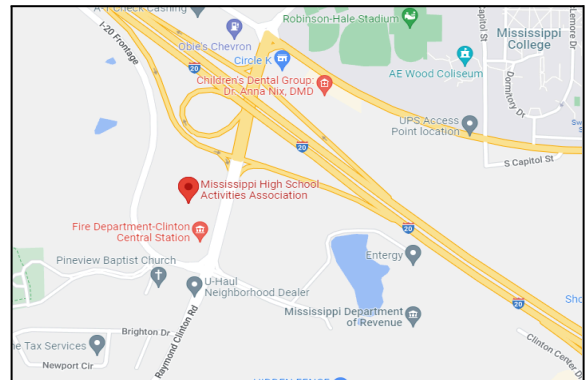 A-1 Check Cashing
Robinson-Hale Stadium
Capitol St
Lemore Dr
I-20 Frontage
Obie's Chevron
Mississippi
College
Circle K
20
AE Wood Coliseum
Children's Dental Group:
Dr. Anna Nix, DMD
Dormitory Dr
UPS Access
Point location
20
S Capitol St
Mississippi High School
Activities Association
Fire Department-Clinton
Central Station
20
Pineview Baptist Church
Entergy
U-Haul
Neighborhood Dealer
20
Mississippi Department
of Revenue
Raymond Clinton Rd
Brighton Dr
Tax Services
Clinton Center
Newport Cir